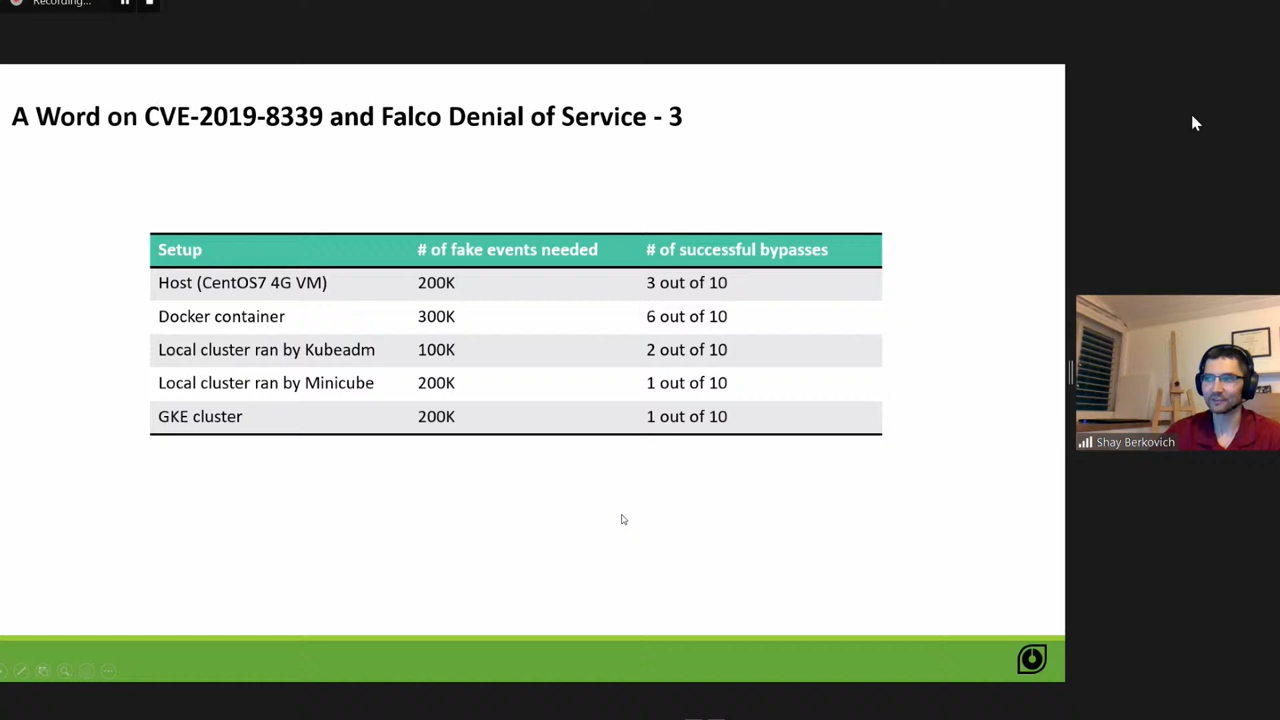 Recording...
A Word on CVE-2019-8339 and Falco Denial of Service - 3
Setup # of fake events needed # of successful bypasses
Host (CentOS7 4G VM) 200K 3 out of 10
Docker container 300K 6 out of 10
Local cluster ran by Kubeadm 100K 2 out of 10
Local cluster ran by Minicube 200K 1 out of 10
GKE cluster 200K 1 out of 10
Shay Berkovich